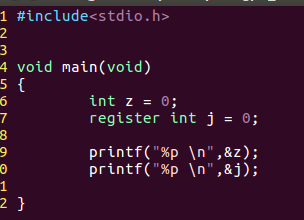 1 #include<stdio.h>
2
3
4 void main(void)
5 {
6 int z = 0;
7 register int j = 0;
8
9 printf("%p \n",&z);
0 printf("%p \n",&j);
1
2 }